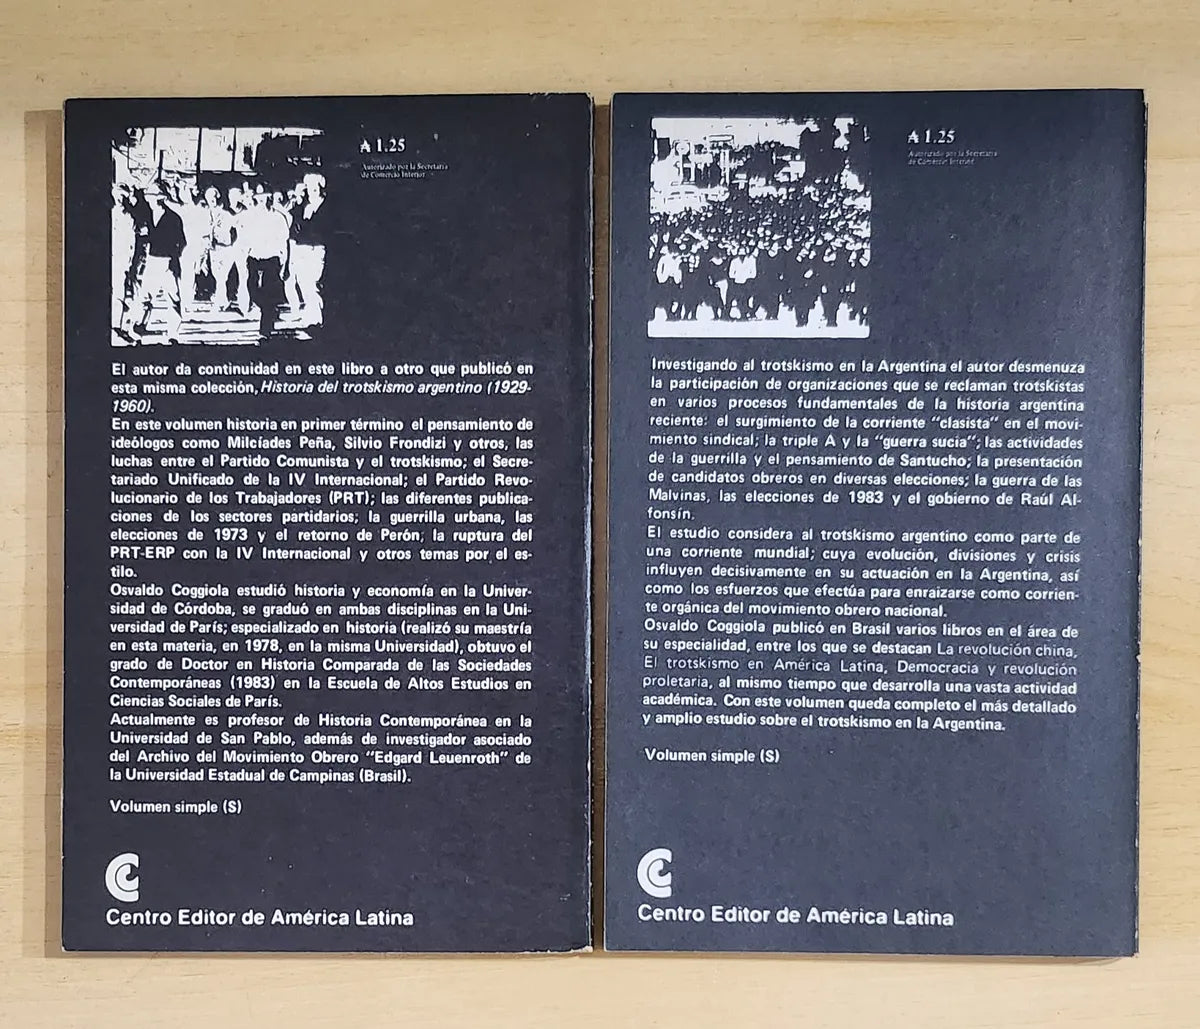 ₳ 1.25
Autorizado por la Secretaría
de Comercio Interior
El autor da continuidad en este libro a otro que publicó en
esta misma colección, Historia del trotskismo argentino (1929-
1960).
En este volumen historia en primer término el pensamiento de
ideólogos como Milcíades Peña, Silvio Frondizi y otros; las
luchas entre el Partido Comunista y el trotskismo; el Secre-
tariado Unificado de la IV Internacional; el Partido Revo-
lucionario de los Trabajadores (PRT); las diferentes publica-
ciones de los sectores partidarios; la guerrilla urbana, las
elecciones de 1973 y el retorno de Perón; la ruptura del
PRT-ERP con la IV Internacional y otros temas por el es-
tilo.
Osvaldo Coggiola estudió historia y economía en la Univer-
sidad de Córdoba, se graduó en ambas disciplinas en la Uni-
versidad de París; especializado en historia (realizó su maestría
en esta materia, en 1978, en la misma Universidad), obtuvo el
grado de Doctor en Historia Comparada de las Sociedades
Contemporáneas (1983) en la Escuela de Altos Estudios en
Ciencias Sociales de París.
Actualmente es profesor de Historia Contemporánea en la
Universidad de San Pablo, además de investigador asociado
del Archivo del Movimiento Obrero "Edgard Leuenroth" de
la Universidad Estadual de Campinas (Brasil).
Volumen simple (S)
Centro Editor de América Latina
₳ 1.25
Autorizado por la Secretaría
de Comercio Interior
Investigando al trotskismo en la Argentina el autor desmenuza
la participación de organizaciones que se reclaman trotskistas
en varios procesos fundamentales de la historia argentina
reciente: el surgimiento de la corriente "clasista" en el movi-
miento sindical; la triple A y la "guerra sucia"; las actividades
de la guerrilla y el pensamiento de Santucho; la presentación
de candidatos obreros en diversas elecciones; la guerra de las
Malvinas, las elecciones de 1983 y el gobierno de Raúl Al-
fonsín.
El estudio considera al trotskismo argentino como parte de
una corriente mundial; cuya evolución, divisiones y crisis
influyen decisivamente en su actuación en la Argentina, así
como los esfuerzos que efectúa para enraizarse como corrien-
te orgánica del movimiento obrero nacional.
Osvaldo Coggiola publicó en Brasil varios libros en el área de
su especialidad, entre los que se destacan La revolución china,
El trotskismo en América Latina, Democracia y revolución
proletaria, al mismo tiempo que desarrolla una vasta actividad
académica. Con este volumen queda completo el más detallado
y amplio estudio sobre el trotskismo en la Argentina.
Volumen simple (S)
Centro Editor de América Latina